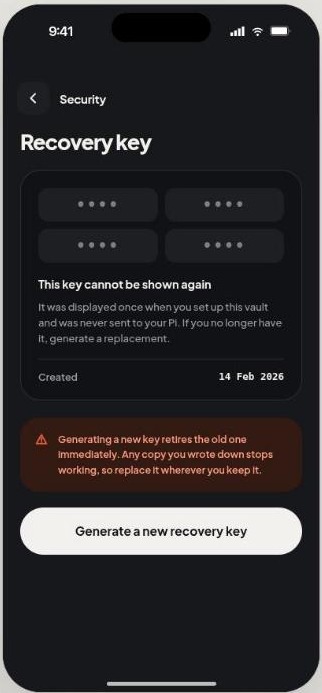 9:41
Security
Recovery key
••••
••••
••••
••••
This key cannot be shown again
It was displayed once when you set up this vault
and was never sent to your Pi. If you no longer have
it, generate a replacement.
Created
14 Feb 2026
Generating a new key retires the old one
immediately. Any copy you wrote down stops
working, so replace it wherever you keep it.
Generate a new recovery key